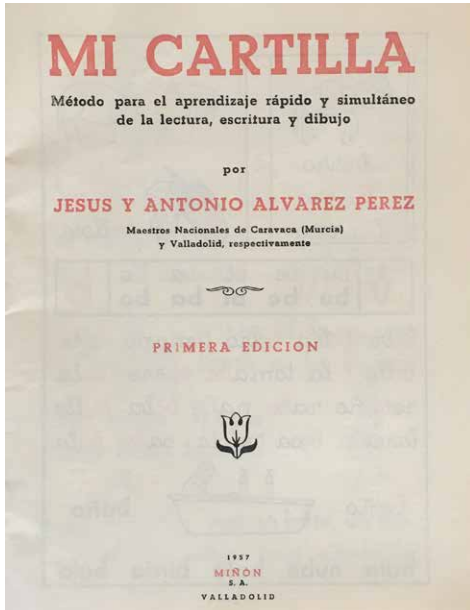 MI CARTILLA
Método para el aprendizaje rápido y simultáneo
de la lectura, escritura y dibujo
por
JESUS Y ANTONIO ALVAREZ PEREZ
Maestros Nacionales de Caravaca (Murcia)
y Valladolid, respectivamente
PRIMERA EDICION
1957
MIÑON
S. A.
VALLADOLID